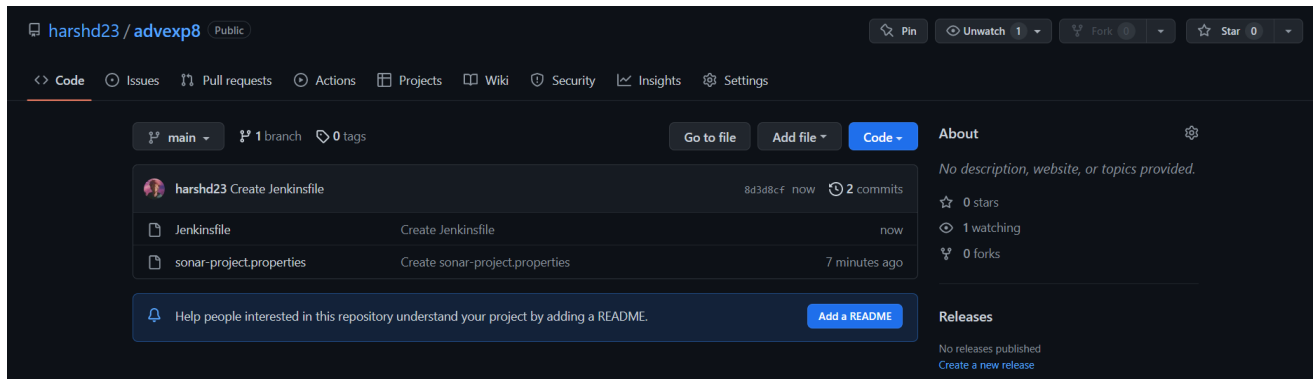 harshd23 / advexp8 Public
Pin
Unwatch 1
Fork 0
Star 0
Code Issues Pull requests Actions Projects Wiki Security Insights Settings
main 1 branch 0 tags Go to file Add file Code
harshd23 Create Jenkinsfile 8d3d8cf now 2 commits
Jenkinsfile Create Jenkinsfile now
sonar-project.properties Create sonar-project.properties 7 minutes ago
Help people interested in this repository understand your project by adding a README. Add a README
About
No description, website, or topics provided.
0 stars
1 watching
0 forks
Releases
No releases published
Create a new release